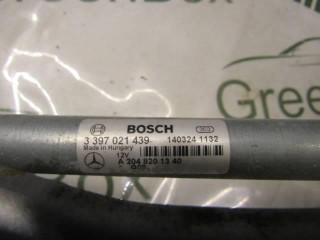 Gree
BOSCH
3 397 021 439
140324 1132
Made in Hungary
12V
A 204 820 13 40